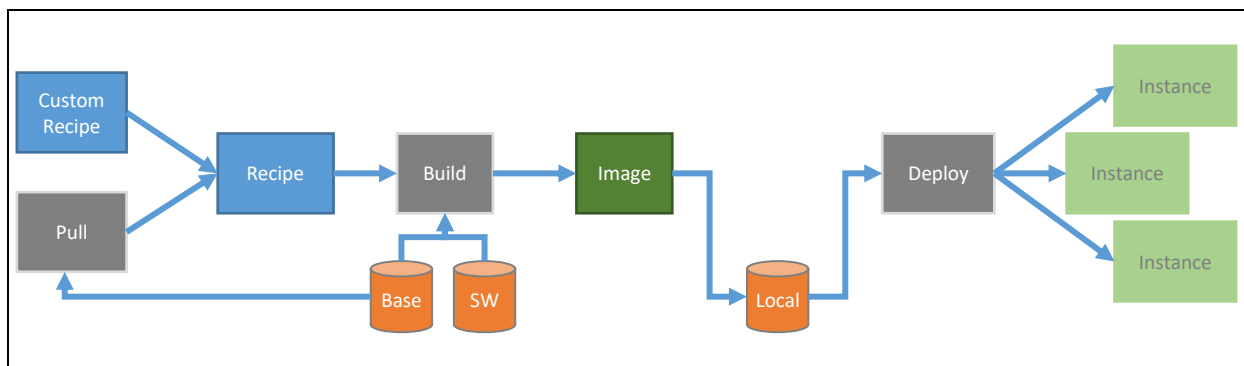 Custom
Recipe
Pull
Recipe
Build
Base
SW
Image
Local
Deploy
Instance
Instance
Instance